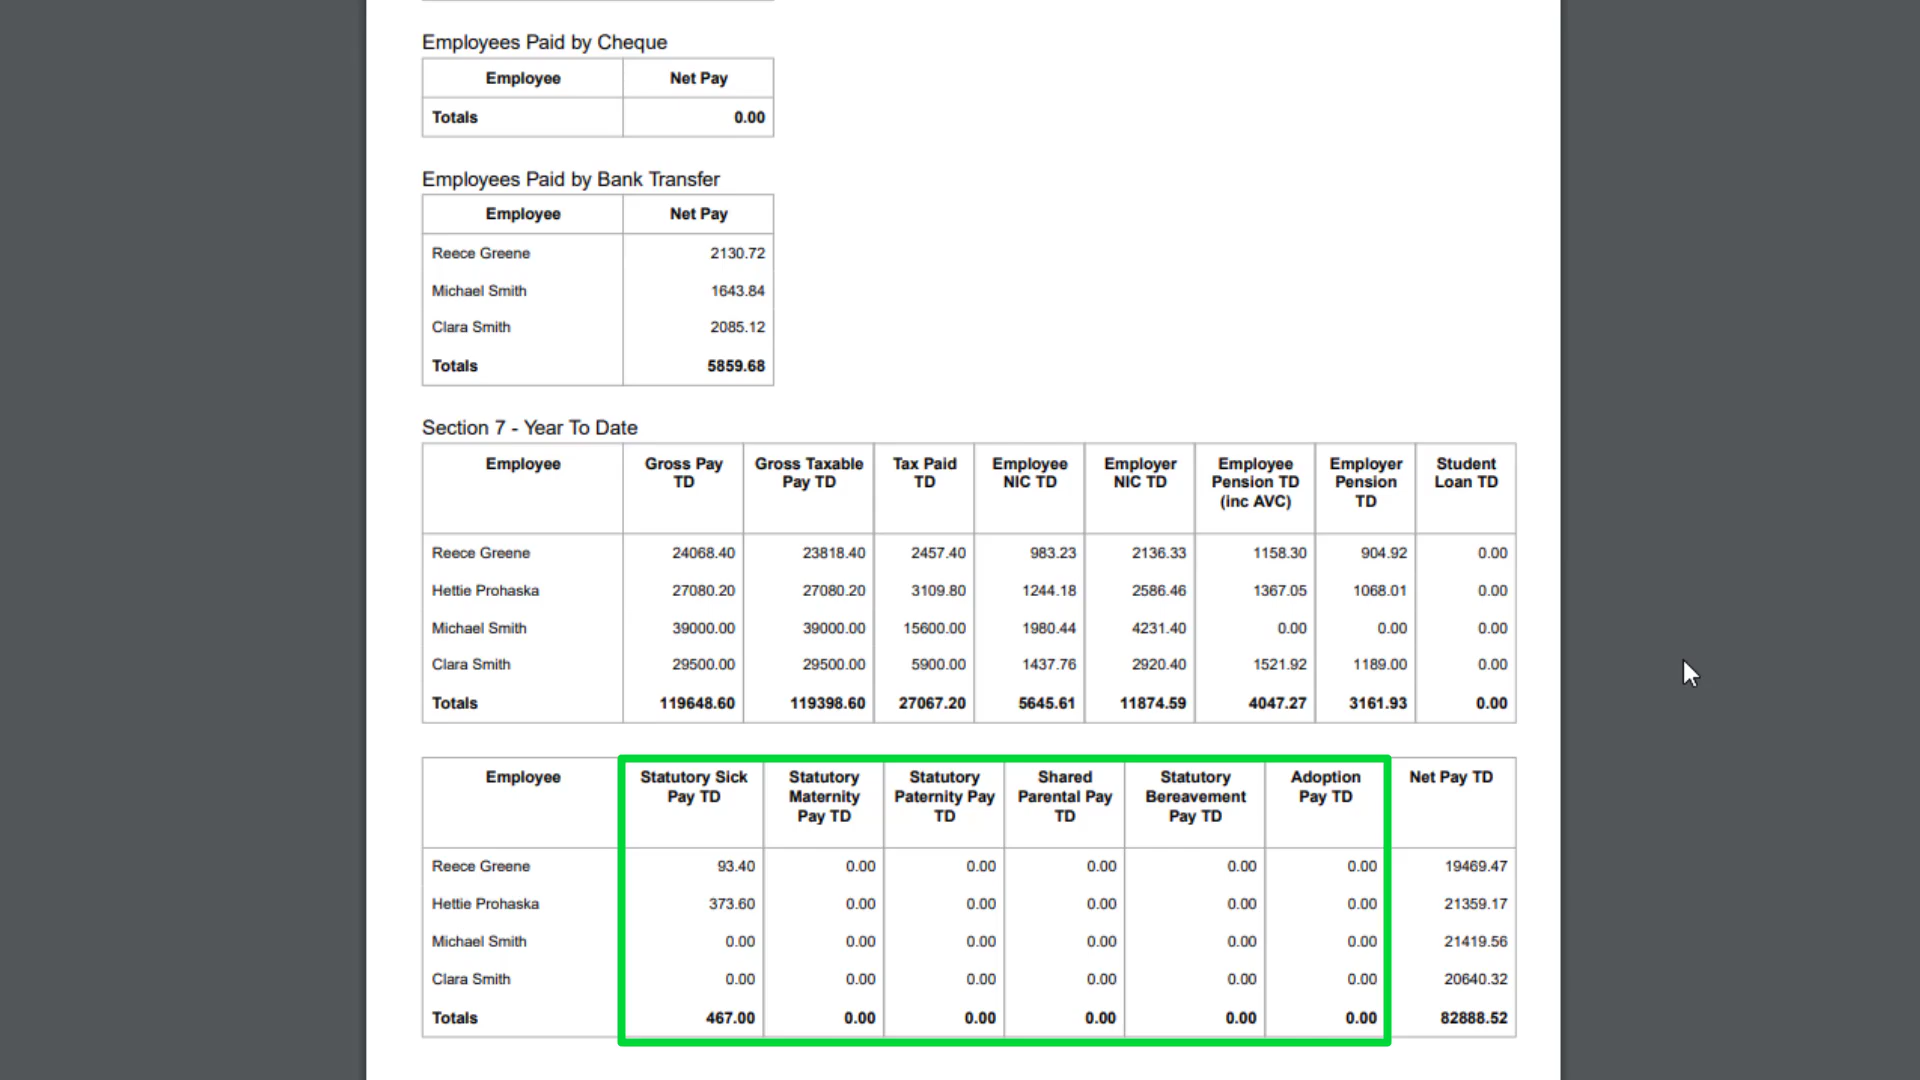 Employees Paid by Cheque
Employee Net Pay
Totals 0.00
Employees Paid by Bank Transfer
Employee Net Pay
Reece Greene 2130.72
Michael Smith 1643.84
Clara Smith 2085.12
Totals 5859.68
Section 7 - Year To Date
Employee Gross Pay Gross Taxable Tax Paid Employee Employer Employee Employer Student
TD Pay TD TD NIC TD NIC TD Pension TD Pension Loan TD
(inc AVC) TD
Reece Greene 24068.40 23818.40 2457.40 983.23 2136.33 1158.30 904.92 0.00
Hettie Prohaska 27080.20 27080.20 3109.80 1244.18 2586.46 1367.05 1068.01 0.00
Michael Smith 39000.00 39000.00 15600.00 1980.44 4231.40 0.00 0.00 0.00
Clara Smith 29500.00 29500.00 5900.00 1437.76 2920.40 1521.92 1189.00 0.00
Totals 119648.60 119398.60 27067.20 5645.61 11874.59 4047.27 3161.93 0.00
Employee Statutory Sick Statutory Statutory Shared Statutory Adoption Net Pay TD
Pay TD Maternity Paternity Pay Parental Pay Bereavement Pay TD
Pay TD TD TD Pay TD
Reece Greene 93.40 0.00 0.00 0.00 0.00 0.00 19469.47
Hettie Prohaska 373.60 0.00 0.00 0.00 0.00 0.00 21359.17
Michael Smith 0.00 0.00 0.00 0.00 0.00 0.00 21419.56
Clara Smith 0.00 0.00 0.00 0.00 0.00 0.00 20640.32
Totals 467.00 0.00 0.00 0.00 0.00 0.00 82888.52